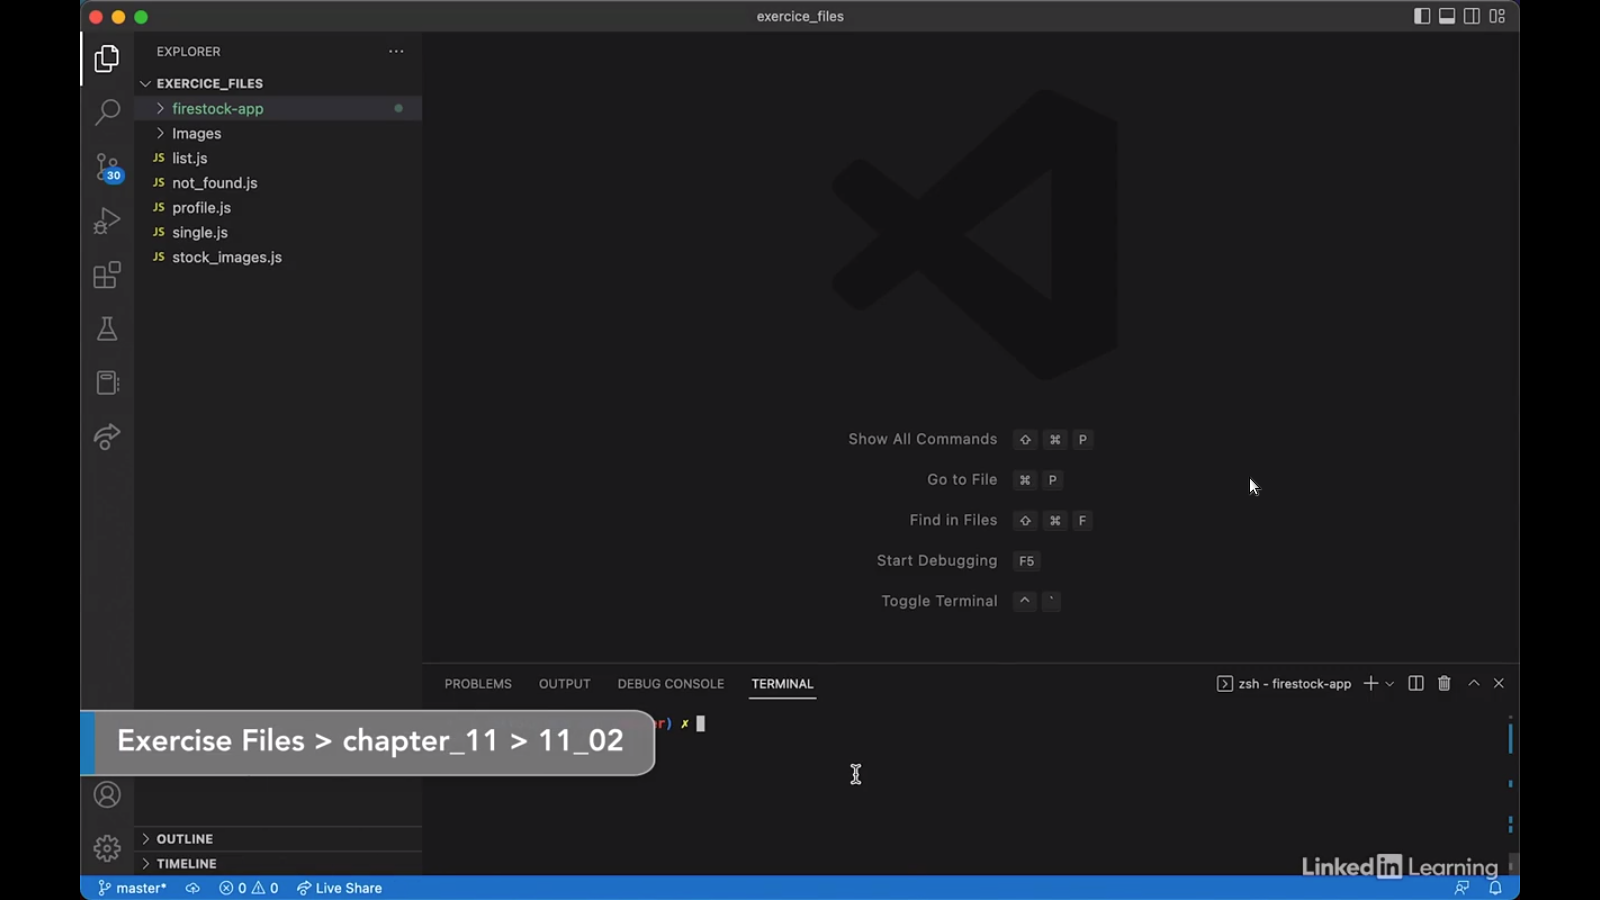 exercice_files
EXPLORER
EXERCICE_FILES
firestock-app
Images
JS list.js
JS not_found.js
30
JS profile.js
JS single.js
JS stock_images.js
Show All Commands ⇧ ⌘ P
Go to File ⌘ P
Find in Files ⇧ ⌘ F
Start Debugging F5
Toggle Terminal ^ `
PROBLEMS OUTPUT DEBUG CONSOLE TERMINAL
zsh - firestock-app
er) ✗
Exercise Files > chapter_11 > 11_02
OUTLINE
TIMELINE
LinkedIn Learning
master* 0 0 Live Share